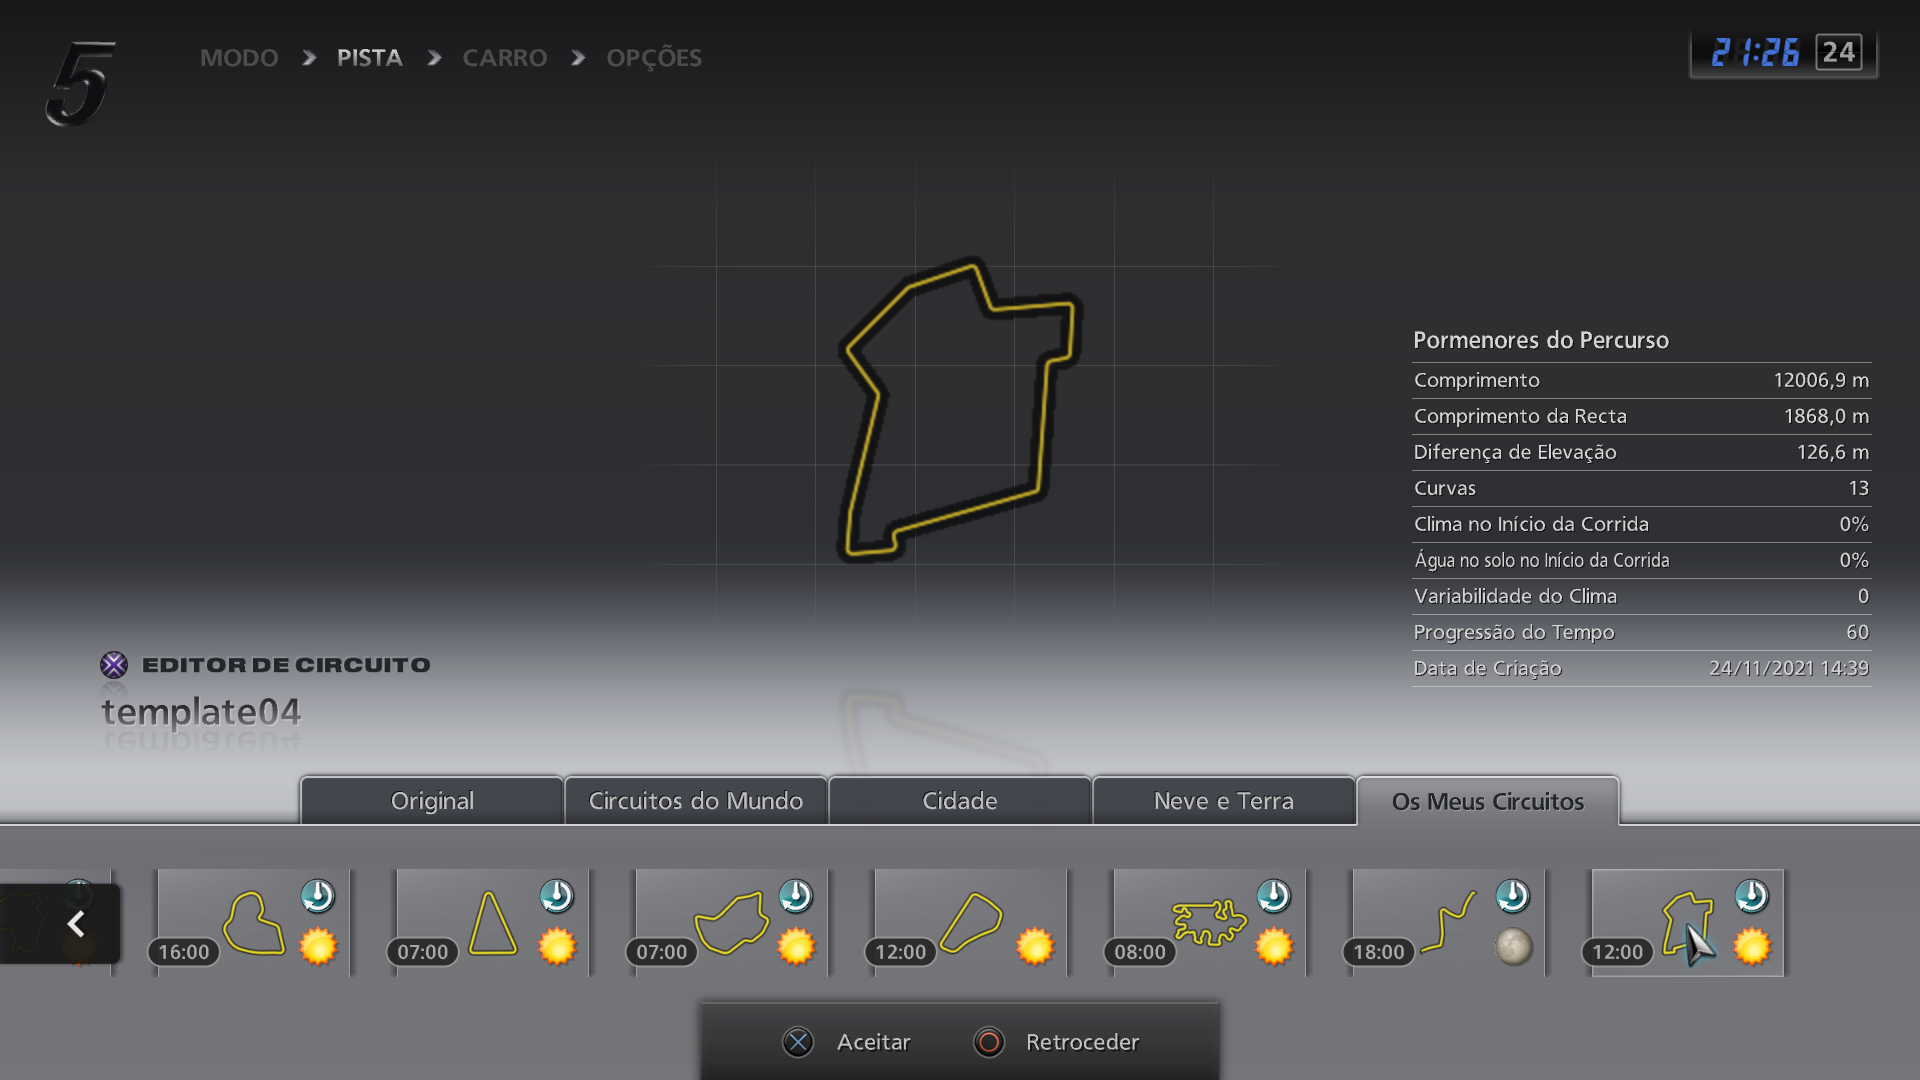 5
MODO PISTA CARRO OPÇÕES
21:26 24
Pormenores do Percurso
Comprimento 12006,9 m
Comprimento da Recta 1868,0 m
Diferença de Elevação 126,6 m
Curvas 13
Clima no Início da Corrida 0%
Água no solo no Início da Corrida 0%
Variabilidade do Clima 0
Progressão do Tempo 60
Data de Criação 24/11/2021 14:39
EDITOR DE CIRCUITO
template04
Original Circuitos do Mundo Cidade Neve e Terra Os Meus Circuitos
16:00 07:00 07:00 12:00 08:00 18:00 12:00
Aceitar Retroceder